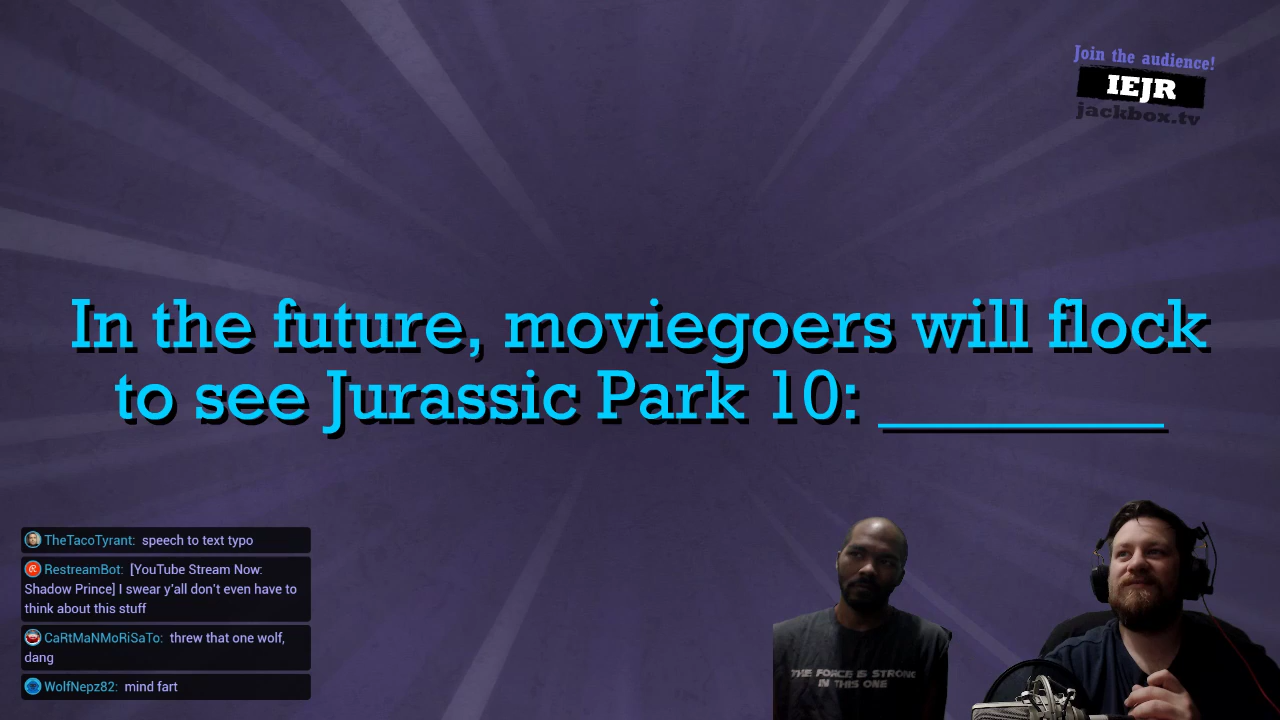 Join the audience!
IEJR
jackbox.tv
In the future, moviegoers will flock
to see Jurassic Park 10: __________
TheTacoTyrant: speech to text typo
RestreamBot: [YouTube Stream Now:
Shadow Prince] I swear y'all don't even have to
think about this stuff
CaRtMaNMoRiSaTo: threw that one wolf,
dang
WolfNepz82: mind fart
THE FORCE IS STRONG
IN THIS ONE